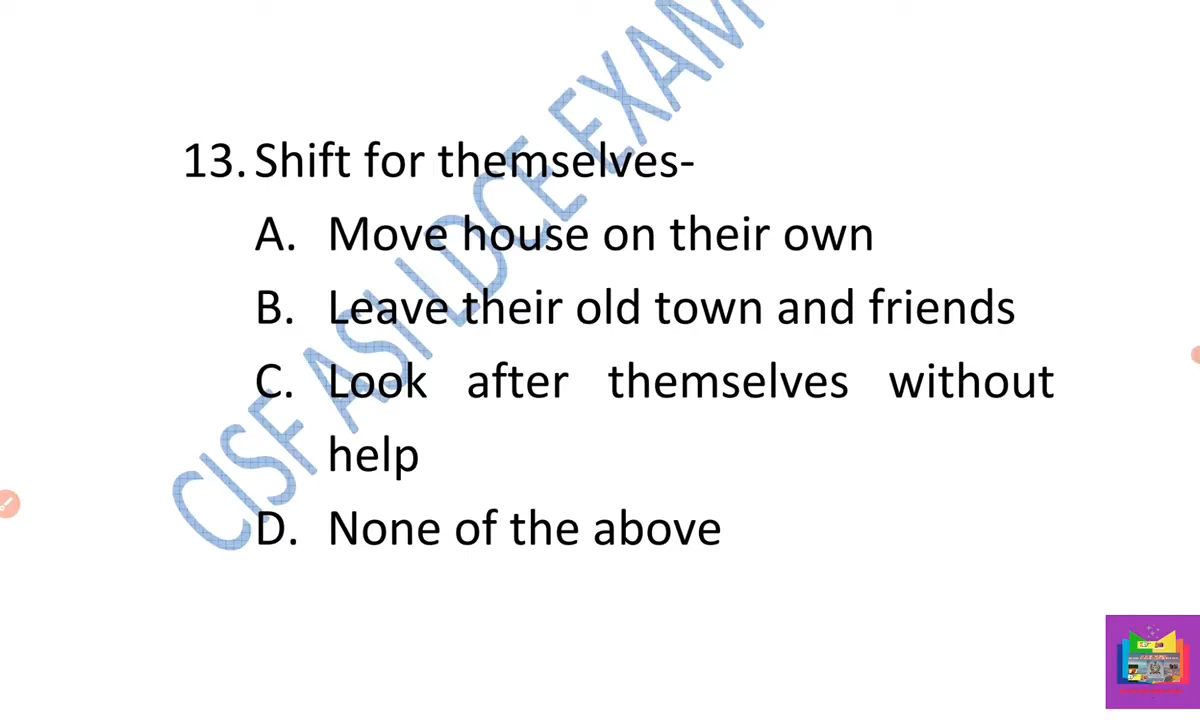 CISF ASI LDCE EXAM
13. Shift for themselves-
A. Move house on their own
B. Leave their old town and friends
C. Look after themselves without
help
D. None of the above